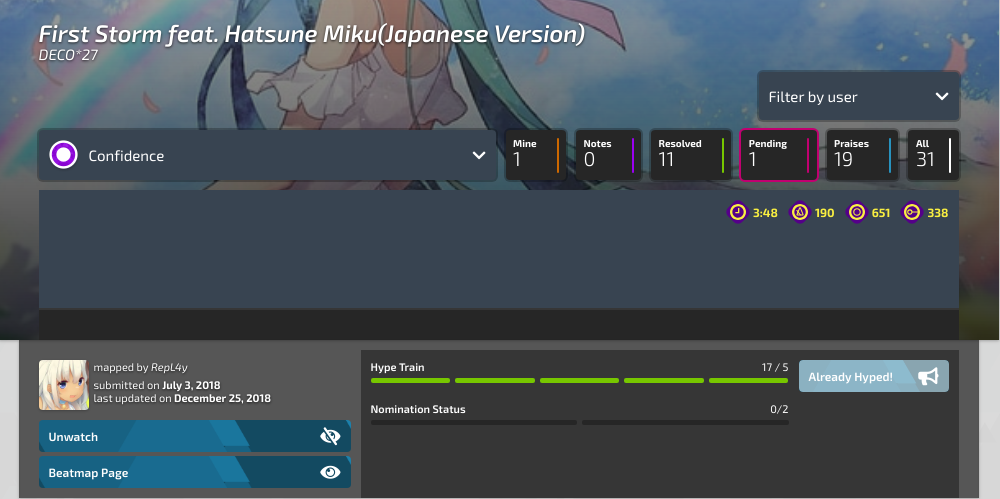 First Storm feat. Hatsune Miku(Japanese Version)
DECO*27
Filter by user
Confidence
Mine
1
Notes
0
Resolved
11
Pending
1
Praises
19
All
31
3:48 190 651 338
mapped by RepL4y
submitted on July 3, 2018
last updated on December 25, 2018
Unwatch
Beatmap Page
Hype Train 17 / 5
Nomination Status 0/2
Already Hyped!